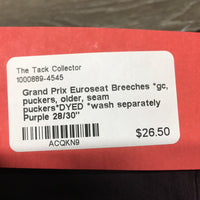 The Tack Collector
1000889-4545
Grand Prix Euroseat Breeches *gc,
puckers, older, seam
puckers*DYED *wash separately
Purple 28/30"
$26.50
ACQKN9